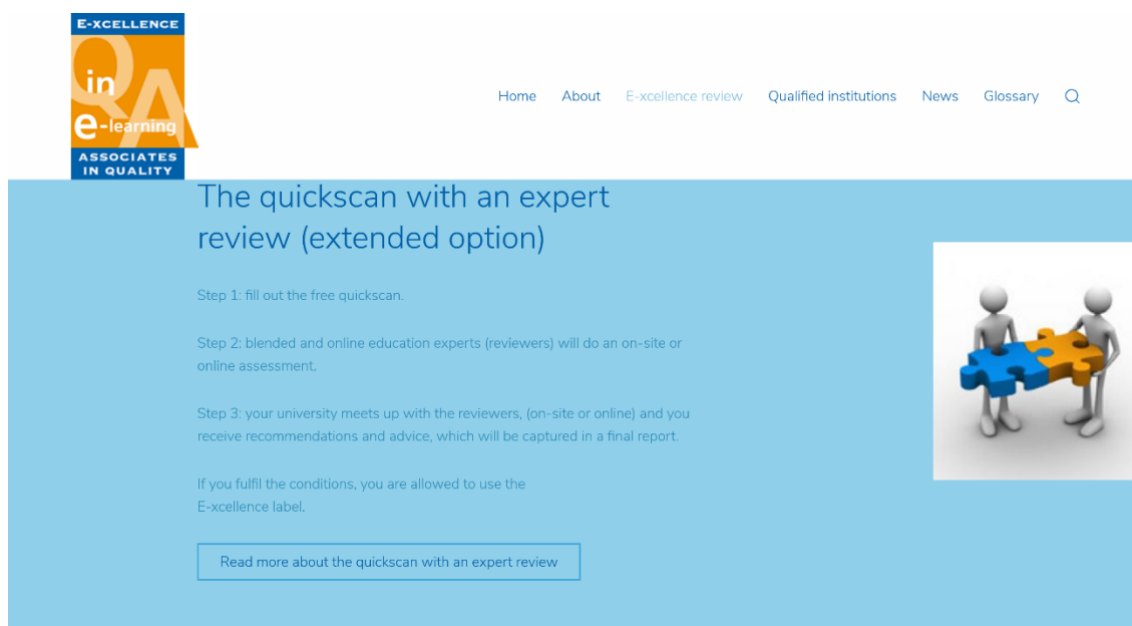 E-XCELLENCE
QA
in
e-learning
ASSOCIATES
IN QUALITY
Home About E-xcellence review Qualified institutions News Glossary
The quickscan with an expert
review (extended option)
Step 1: fill out the free quickscan.
Step 2: blended and online education experts (reviewers) will do an on-site or
online assessment.
Step 3: your university meets up with the reviewers, (on-site or online) and you
receive recommendations and advice, which will be captured in a final report.
If you fulfil the conditions, you are allowed to use the
E-xcellence label.
Read more about the quickscan with an expert review